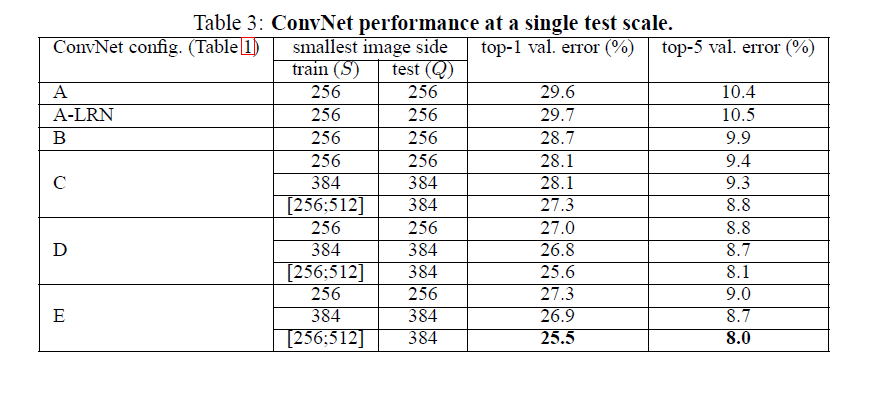 Table 3: ConvNet performance at a single test scale.
ConvNet config. (Table 1) smallest image side top-1 val. error (%) top-5 val. error (%)
train (S) test (Q)
A 256 256 29.6 10.4
A-LRN 256 256 29.7 10.5
B 256 256 28.7 9.9
256 256 28.1 9.4
C 384 384 28.1 9.3
[256;512] 384 27.3 8.8
256 256 27.0 8.8
D 384 384 26.8 8.7
[256;512] 384 25.6 8.1
256 256 27.3 9.0
E 384 384 26.9 8.7
[256;512] 384 25.5 8.0